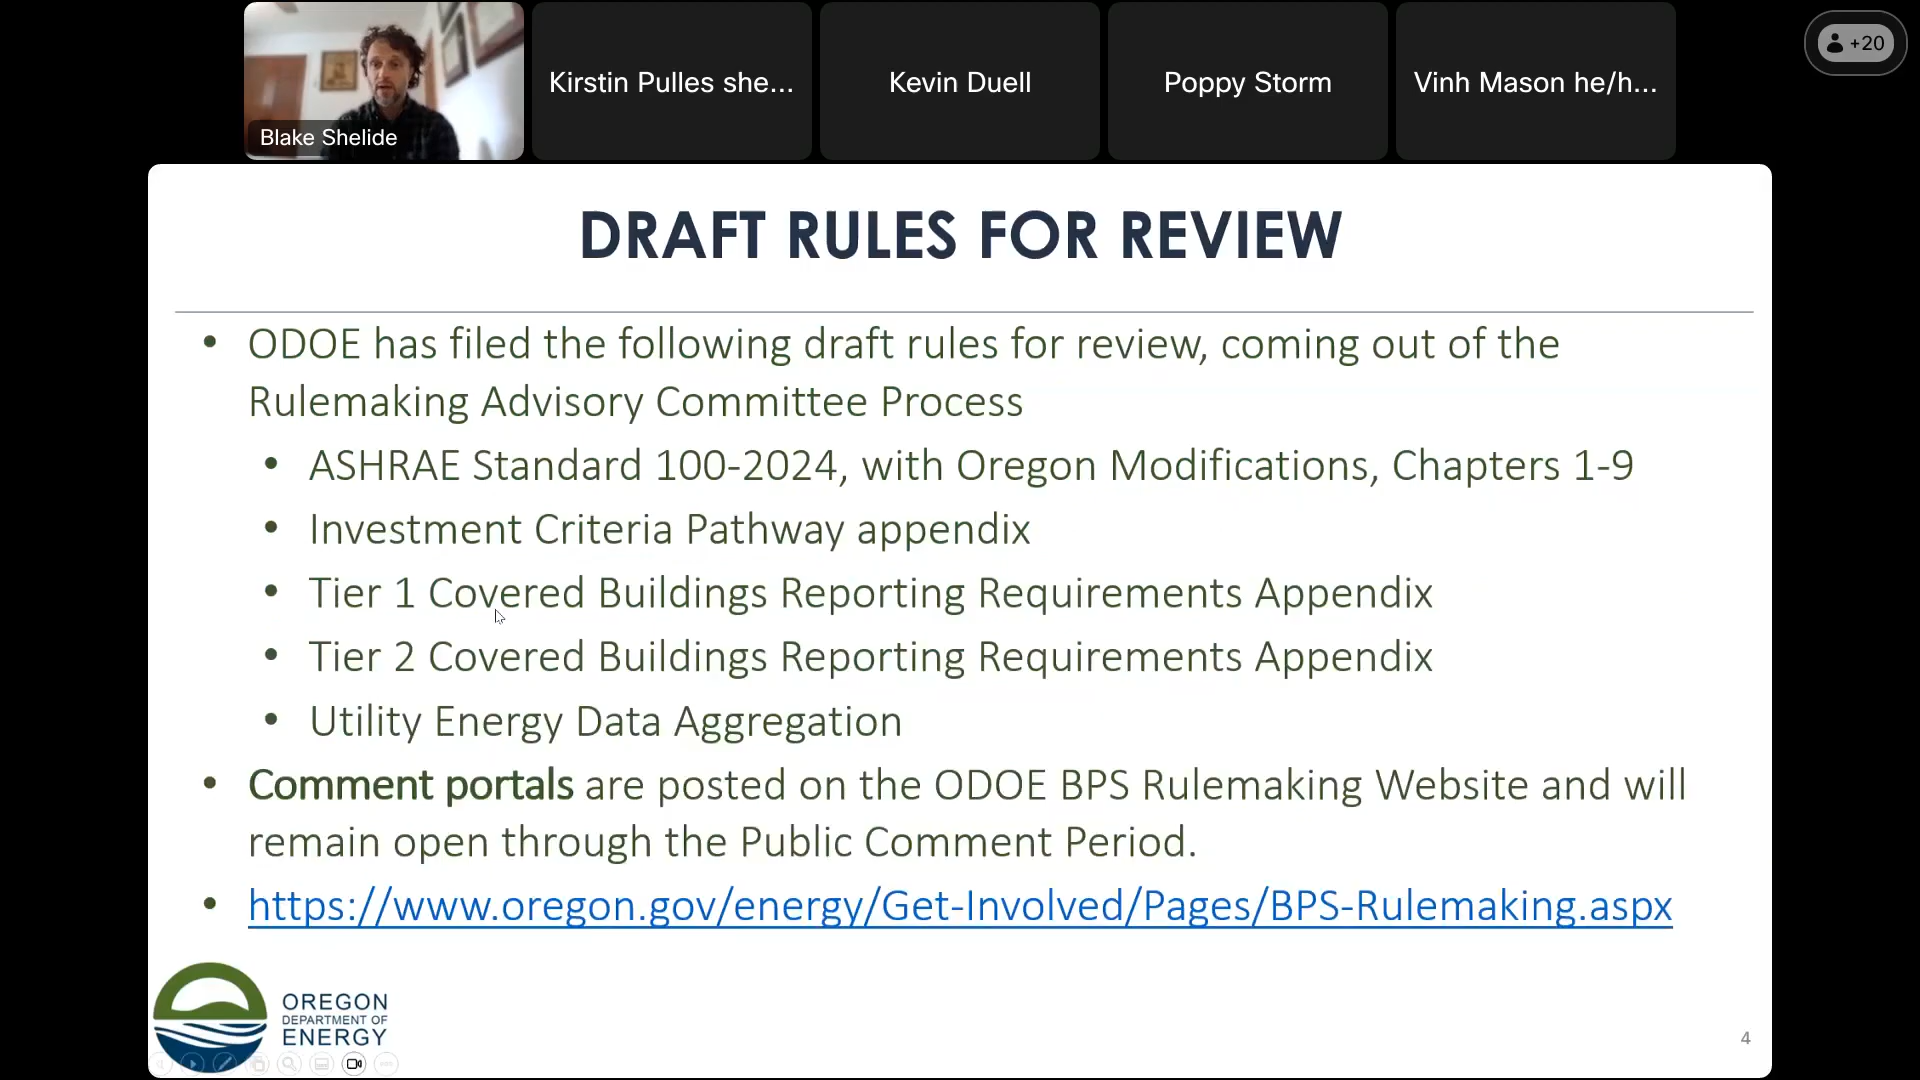 +20
Blake Shelide
Kirstin Pulles she...
Kevin Duell
Poppy Storm
Vinh Mason he/h...
DRAFT RULES FOR REVIEW
• ODOE has filed the following draft rules for review, coming out of the
Rulemaking Advisory Committee Process
• ASHRAE Standard 100-2024, with Oregon Modifications, Chapters 1-9
• Investment Criteria Pathway appendix
• Tier 1 Covered Buildings Reporting Requirements Appendix
• Tier 2 Covered Buildings Reporting Requirements Appendix
• Utility Energy Data Aggregation
• Comment portals are posted on the ODOE BPS Rulemaking Website and will
remain open through the Public Comment Period.
• https://www.oregon.gov/energy/Get-Involved/Pages/BPS-Rulemaking.aspx
OREGON
DEPARTMENT OF
ENERGY
4